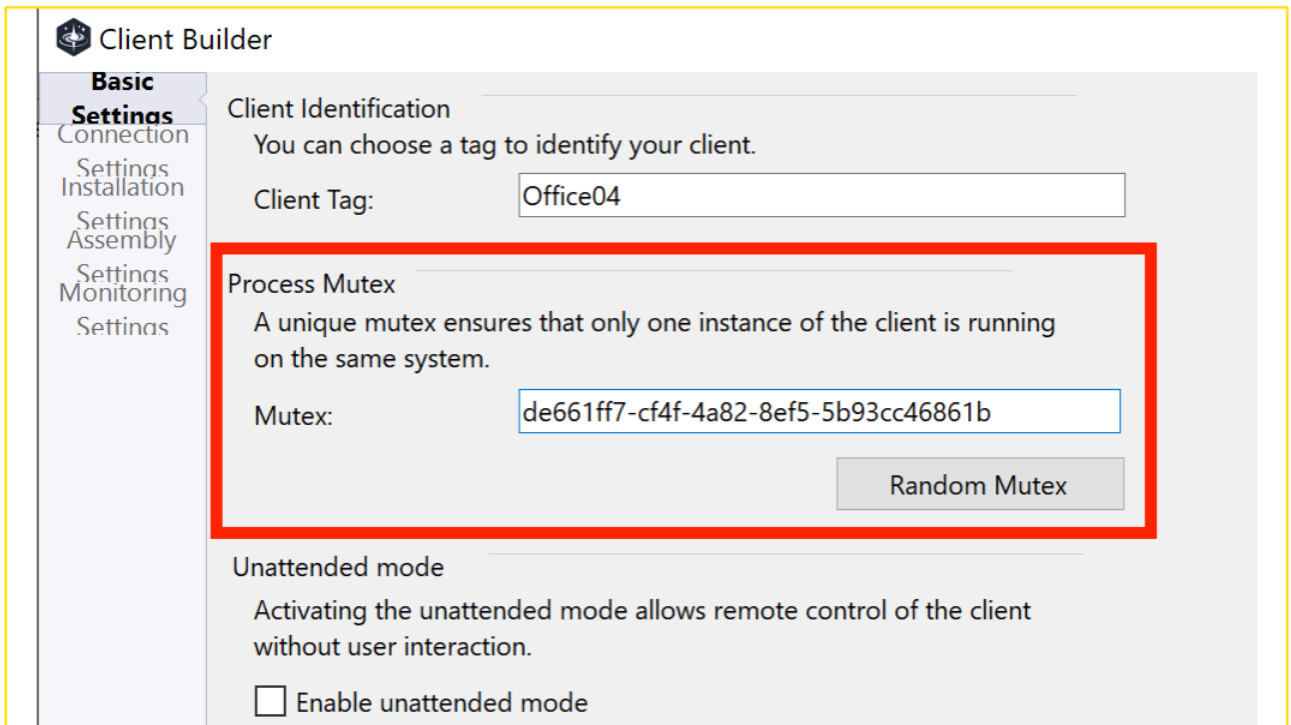 Client Builder
Basic
Settings
Connection
Settings
Installation
Settings
Assembly
Settings
Monitoring
Settings
Client Identification
You can choose a tag to identify your client.
Client Tag:
Office04
Process Mutex
A unique mutex ensures that only one instance of the client is running
on the same system.
Mutex:
de661ff7-cf4f-4a82-8ef5-5b93cc46861b
Random Mutex
Unattended mode
Activating the unattended mode allows remote control of the client
without user interaction.
Enable unattended mode